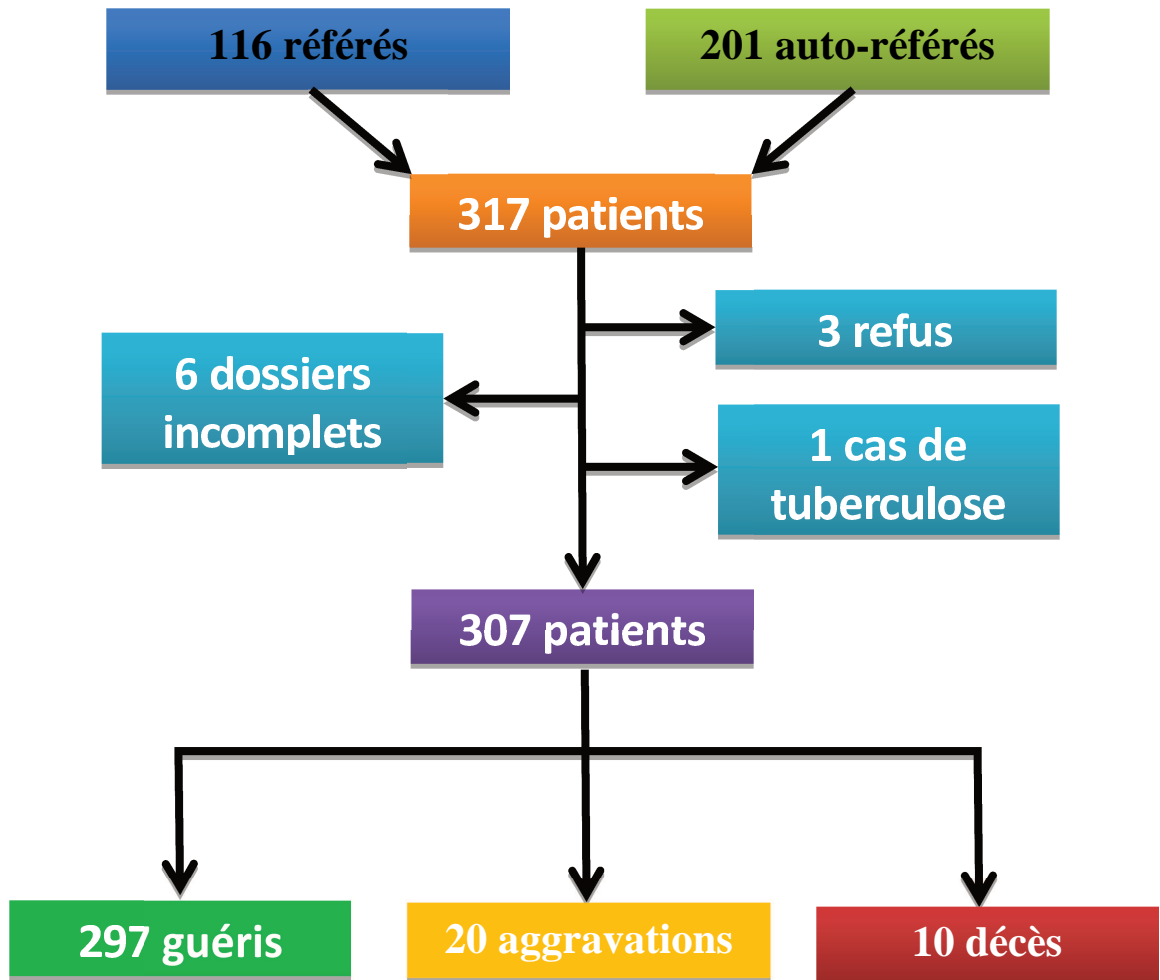 116 référés
201 auto-référés
317 patients
3 refus
6 dossiers
incomplets
1 cas de
tuberculose
307 patients
297 guéris
20 aggravations
10 décès